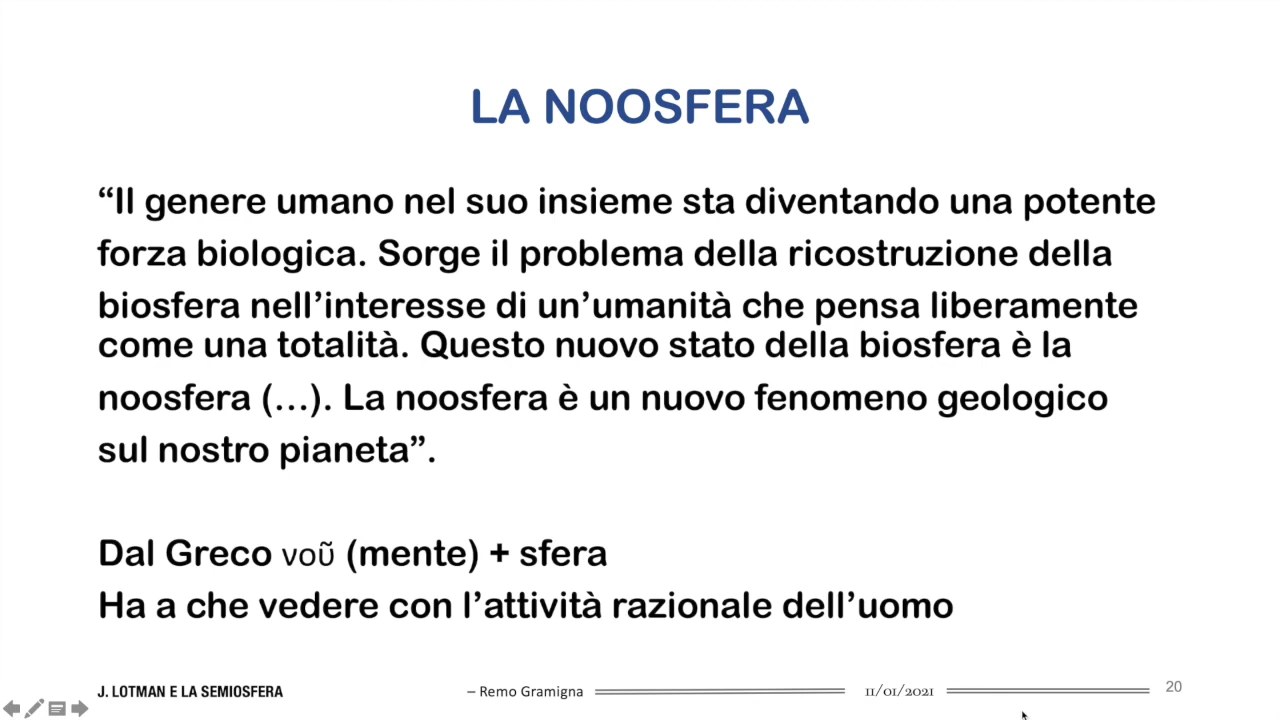 LA NOOSFERA
“Il genere umano nel suo insieme sta diventando una potente
forza biologica. Sorge il problema della ricostruzione della
biosfera nell’interesse di un’umanità che pensa liberamente
come una totalità. Questo nuovo stato della biosfera è la
noosfera (…). La noosfera è un nuovo fenomeno geologico
sul nostro pianeta”.
Dal Greco νοῦ (mente) + sfera
Ha a che vedere con l’attività razionale dell’uomo
J. LOTMAN E LA SEMIOSFERA
– Remo Gramigna
11/01/2021
20